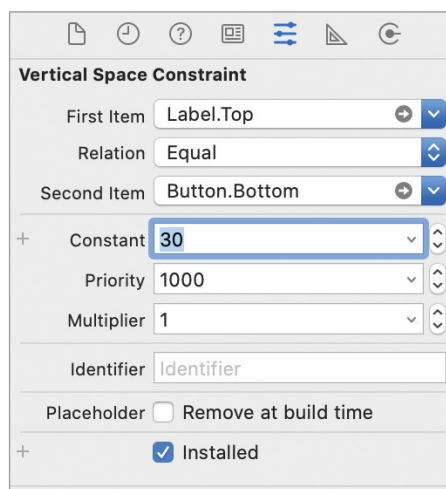 Vertical Space Constraint
First Item Label.Top
Relation Equal
Second Item Button.Bottom
Constant 30
Priority 1000
Multiplier 1
Identifier Identifier
Placeholder Remove at build time
Installed